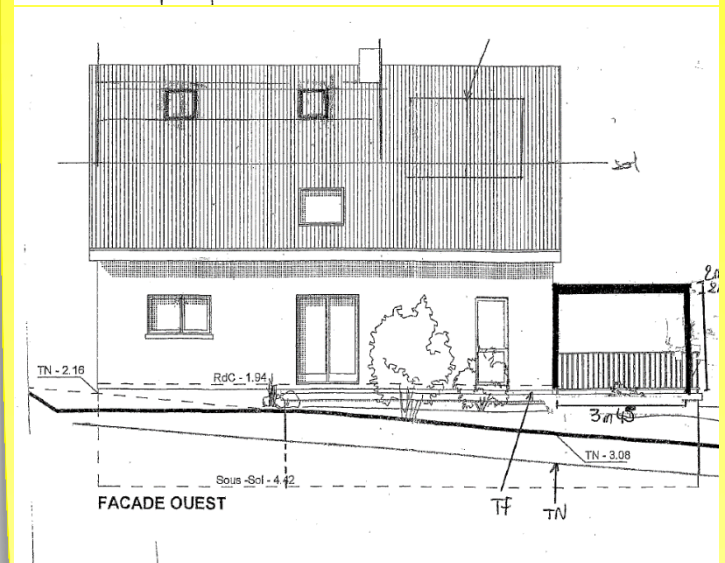 TN - 2.16
RdC - 1.94
3m45
TN - 3.08
Sous -Sol - 4.42
FACADE OUEST
TF
TN